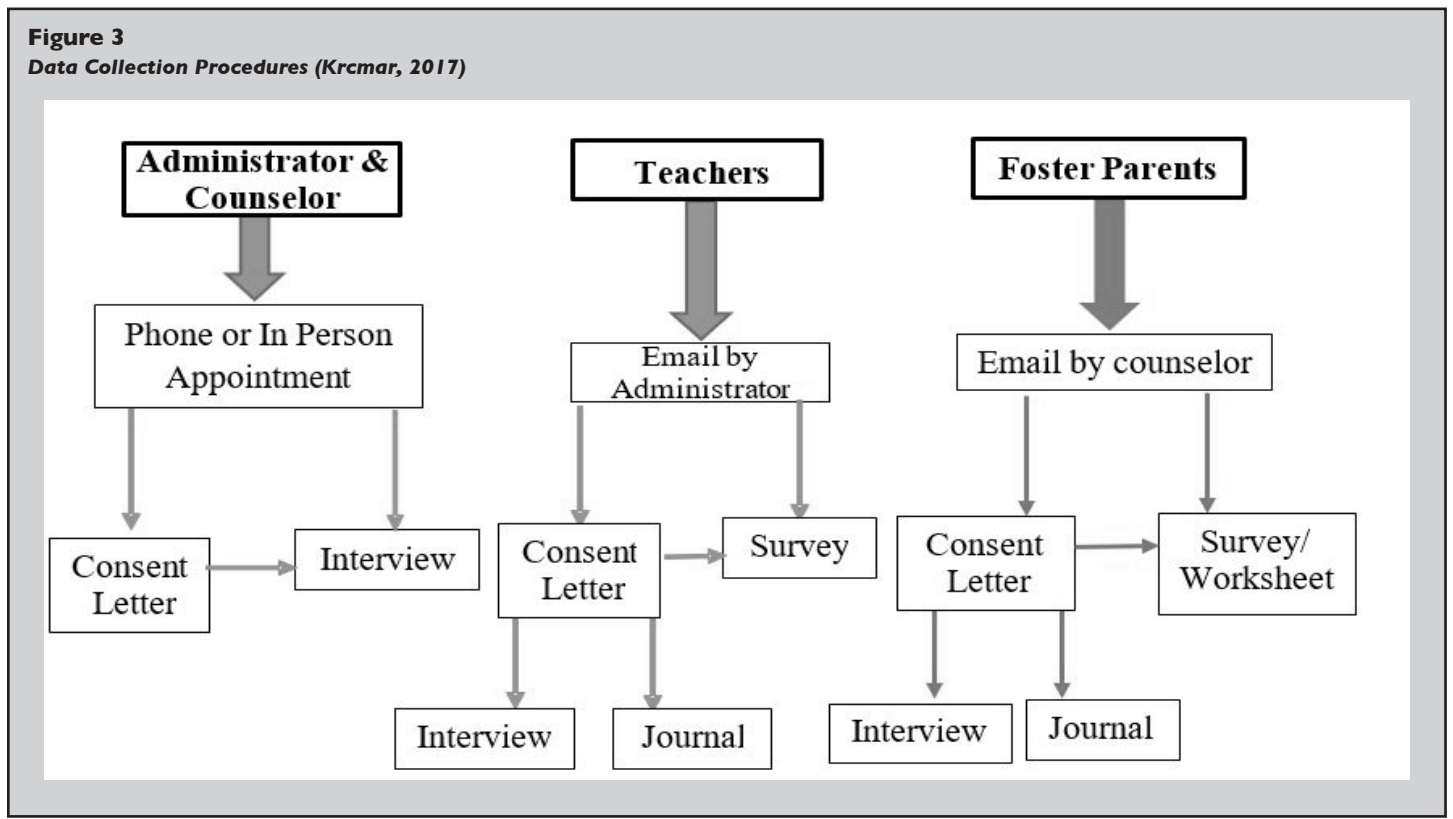 Figure 3
Data Collection Procedures (Krcmar, 2017)
Administrator &
Counselor
Teachers
Foster Parents
Phone or In Person
Appointment
Email by
Administrator
Email by counselor
Consent
Letter
Interview
Consent
Letter
Survey
Consent
Letter
Survey/
Worksheet
Interview
Journal
Interview
Journal